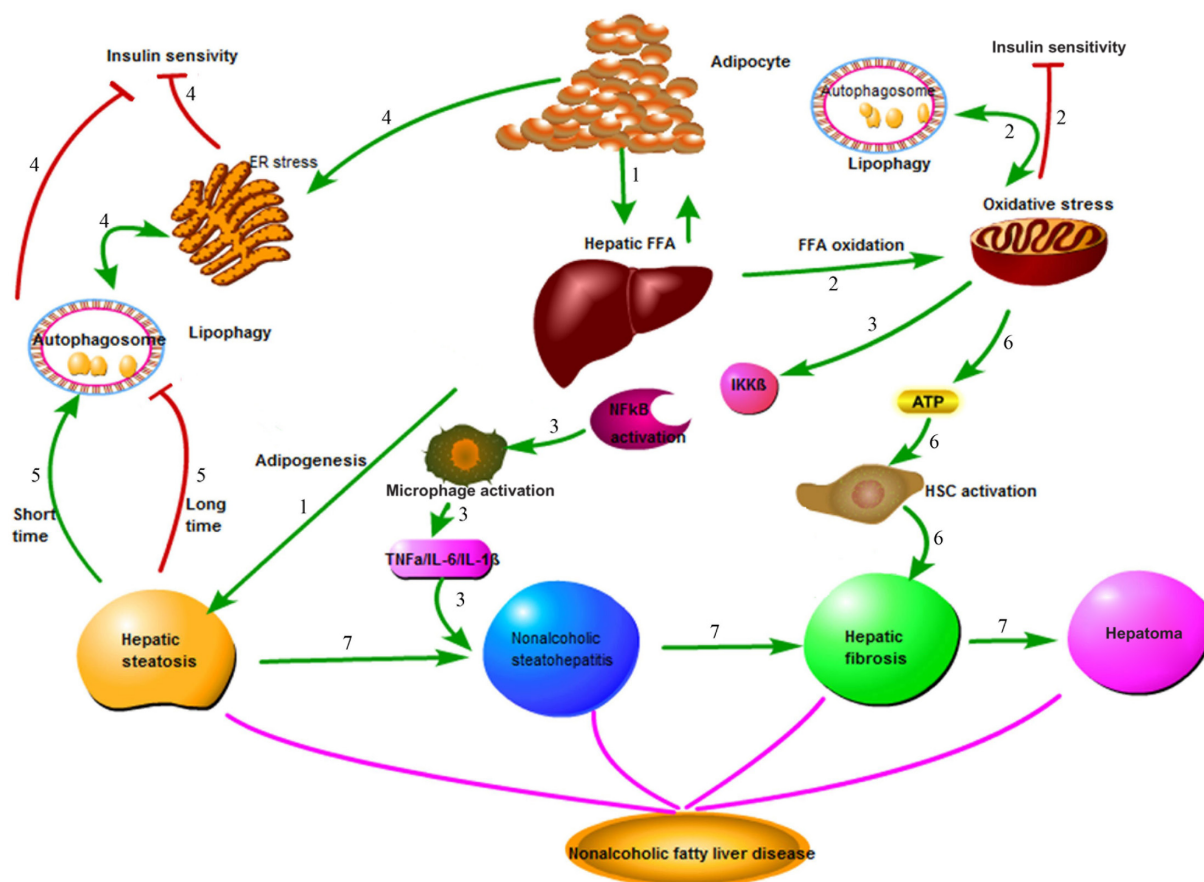 Insulin sensivity
4
4
ER stress
4
4
Adipocyte
1
Hepatic FFA
Insulin sensitivity
Autophagosome
2
2
Lipophagy
Oxidative stress
FFA oxidation
2
3
6
Autophagosome
Lipophagy
IKKß
ATP
NFkB
activation
3
6
5
5
Adipogenesis
Microphage activation
HSC activation
Short
time
Long
time
1
3
6
TNFa/IL-6/IL-1ß
3
Hepatic
steatosis
7
Nonalcoholic
steatohepatitis
7
Hepatic
fibrosis
7
Hepatoma
Nonalcoholic fatty liver disease